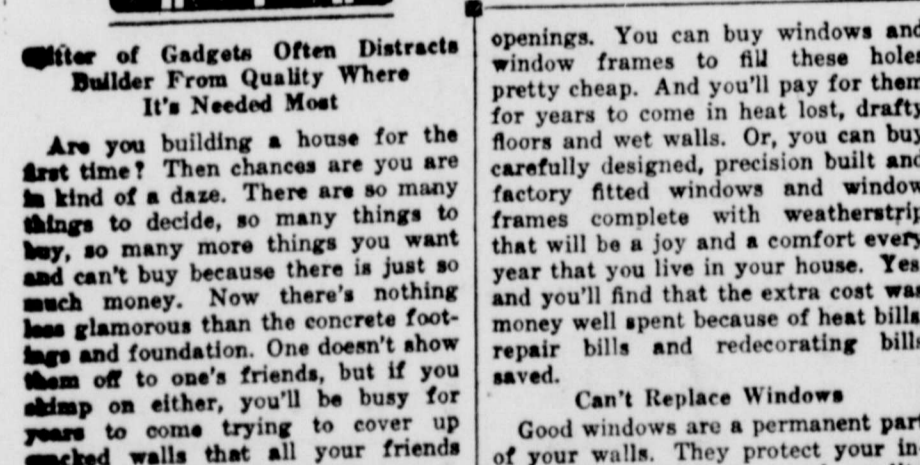 Glitter of Gadgets Often Distracts
Builder From Quality Where
It's Needed Most
Are you building a house for the
first time? Then chances are you are
in kind of a daze. There are so many
things to decide, so many things to
buy, so many more things you want
and can't buy because there is just so
much money. Now there's nothing
less glamorous than the concrete foot-
ings and foundation. One doesn't show
them off to one's friends, but if you
skimp on either, you'll be busy for
years to come trying to cover up
cracked walls that all your friends
openings. You can buy windows and
window frames to fill these holes
pretty cheap. And you'll pay for them
for years to come in heat lost, drafty
floors and wet walls. Or, you can buy
carefully designed, precision built and
factory fitted windows and window
frames complete with weatherstrip
that will be a joy and a comfort every
year that you live in your house. Yes
and you'll find that the extra cost was
money well spent because of heat bills
repair bills and redecorating bills
saved.
Can't Replace Windows
Good windows are a permanent part
of your walls. They protect your in